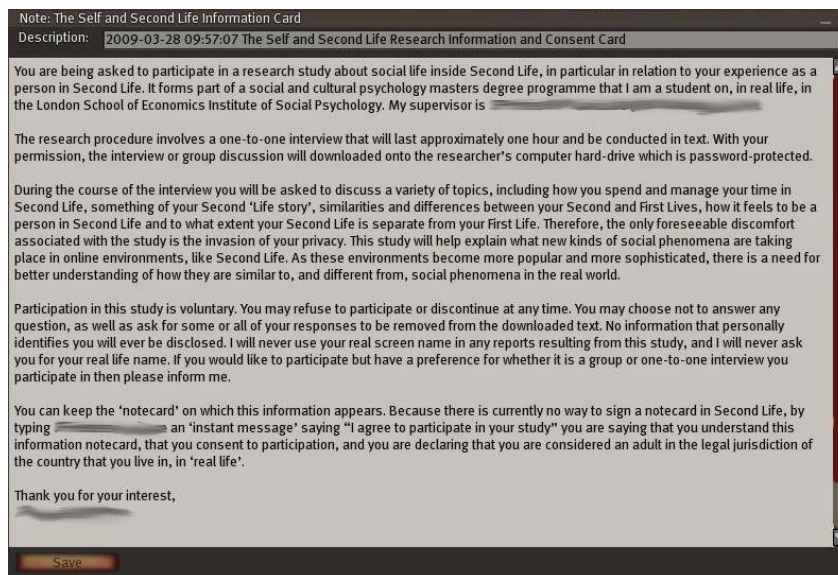 Note: The Self and Second Life Information Card
Description: 2009-03-28 09:57:07 The Self and Second Life Research Information and Consent Card
You are being asked to participate in a research study about social life inside Second Life, in particular in relation to your experience as a
person in Second Life. It forms part of a social and cultural psychology masters degree programme that I am a student on, in real life, in
the London School of Economics Institute of Social Psychology. My supervisor is
The research procedure involves a one-to-one interview that will last approximately one hour and be conducted in text. With your
permission, the interview or group discussion will downloaded onto the researcher's computer hard-drive which is password-protected.
During the course of the interview you will be asked to discuss a variety of topics, including how you spend and manage your time in
Second Life, something of your Second 'Life story', similarities and differences between your Second and First Lives, how it feels to be a
person in Second Life and to what extent your Second Life is separate from your First Life. Therefore, the only foreseeable discomfort
associated with the study is the invasion of your privacy. This study will help explain what new kinds of social phenomena are taking
place in online environments, like Second Life. As these environments become more popular and more sophisticated, there is a need for
better understanding of how they are similar to, and different from, social phenomena in the real world.
Participation in this study is voluntary. You may refuse to participate or discontinue at any time. You may choose not to answer any
question, as well as ask for some or all of your responses to be removed from the downloaded text. No information that personally
identifies you will ever be disclosed. I will never use your real screen name in any reports resulting from this study, and I will never ask
you for your real life name. If you would like to participate but have a preference for whether it is a group or one-to-one interview you
participate in then please inform me.
You can keep the 'notecard' on which this information appears. Because there is currently no way to sign a notecard in Second Life, by
typing an 'instant message' saying "I agree to participate in your study" you are saying that you understand this
information notecard, that you consent to participation, and you are declaring that you are considered an adult in the legal jurisdiction of
the country that you live in, in 'real life'.
Thank you for your interest,
Save